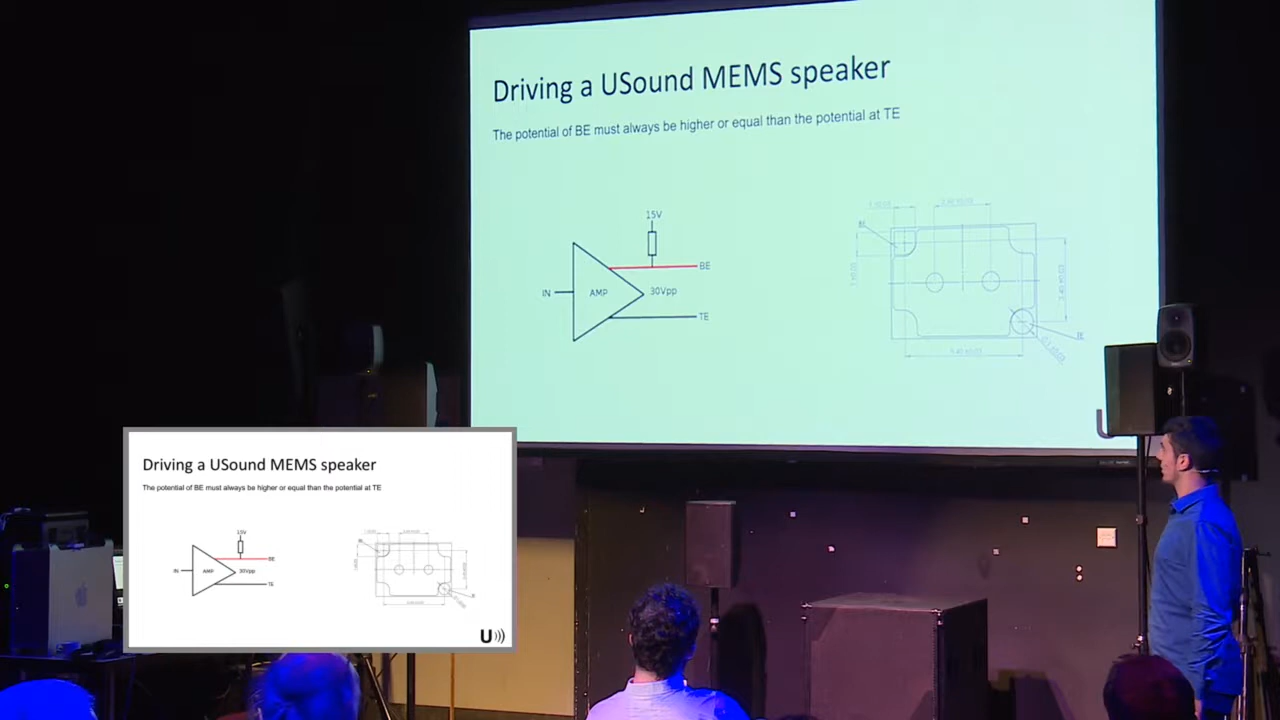 Driving a USound MEMS speaker
The potential of BE must always be higher or equal than the potential at TE
15V
BE
IN
AMP
30Vpp
TE
BE
TE
Driving a USound MEMS speaker
The potential of BE must always be higher or equal than the potential at TE
15V
BE
IN
AMP
30Vpp
TE
U